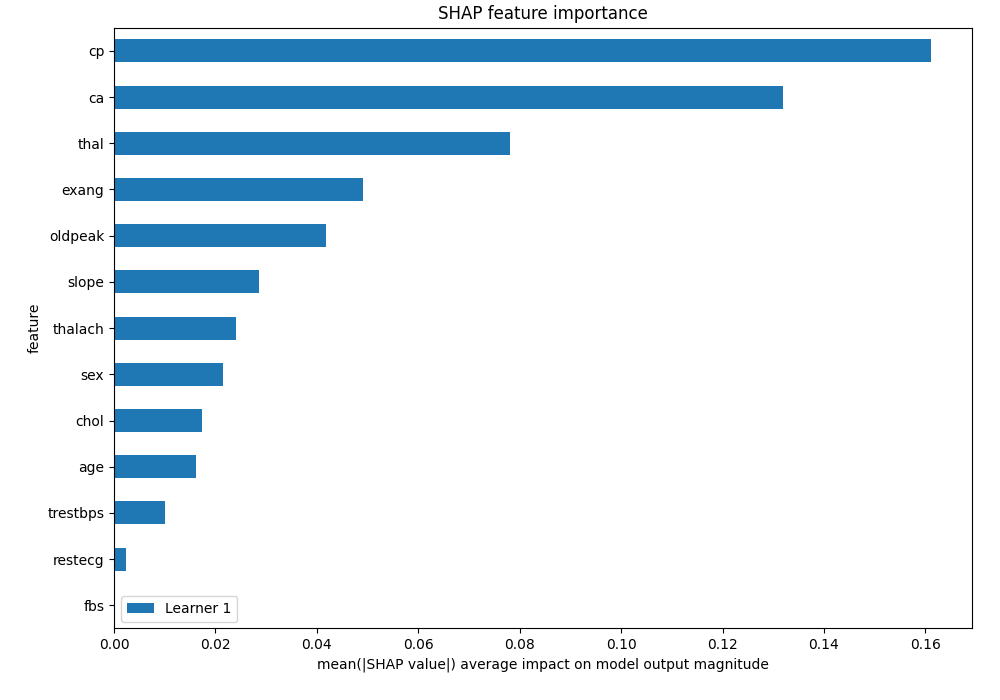 SHAP feature importance
cp
ca
thal
exang
oldpeak
slope
thalach
sex
chol
age
trestbps
restecg
fbs
feature
Learner 1
0.00 0.02 0.04 0.06 0.08 0.10 0.12 0.14 0.16
mean(|SHAP value|) average impact on model output magnitude